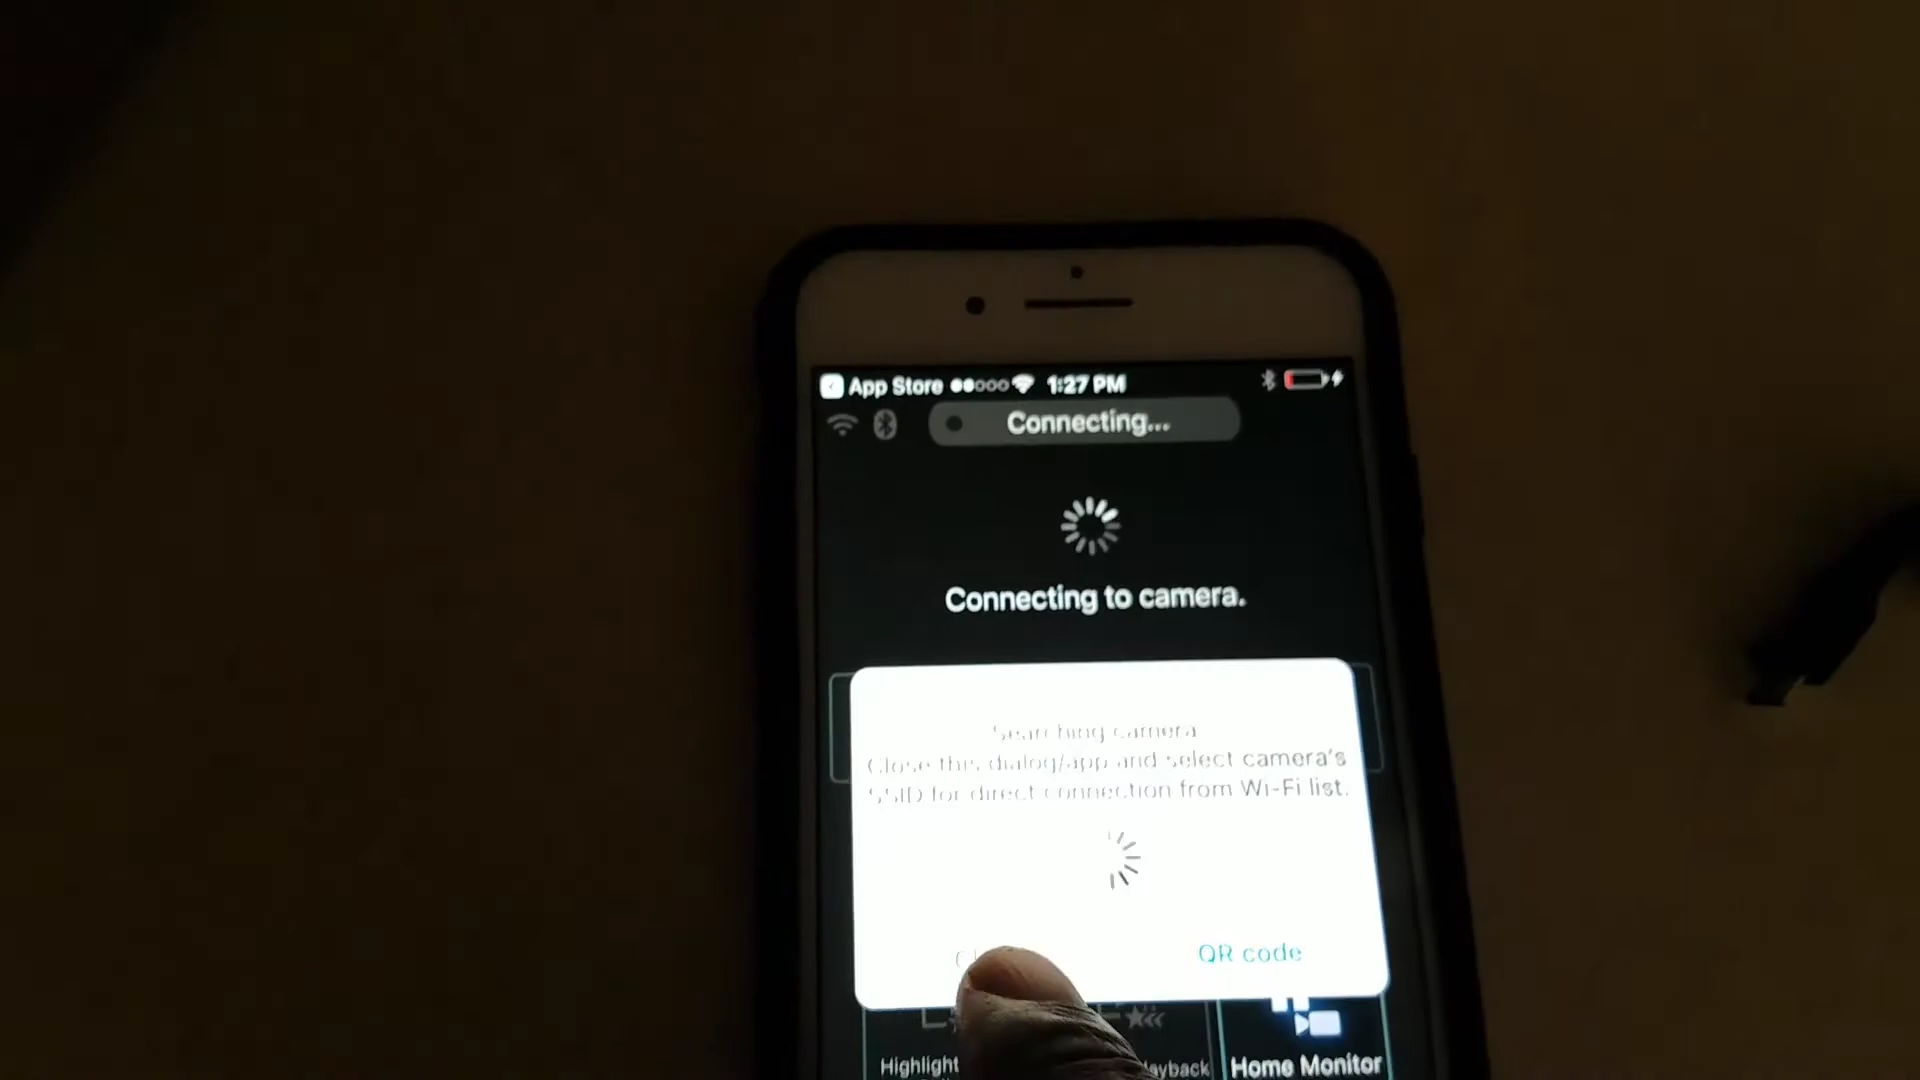 App Store 1:27 PM
Connecting...
Connecting to camera.
Searching camera
Close this dialog/app and select camera's
SSID for direct connection from Wi-Fi list.
QR code
Highlight
Home Monitor